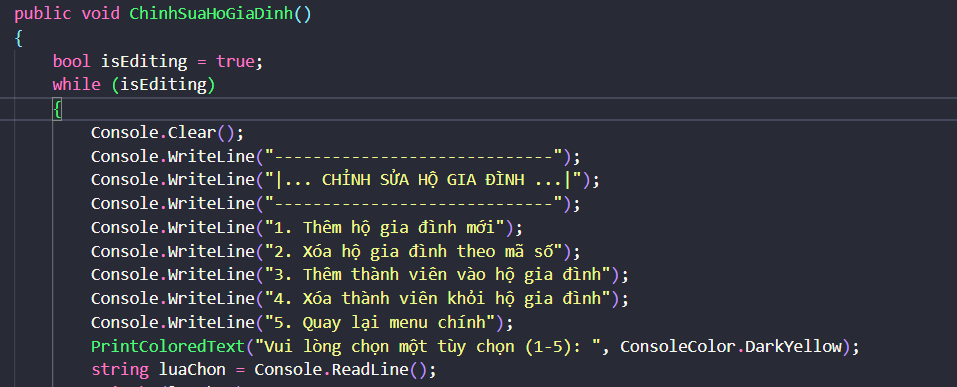 public void ChinhSuaHoGiaDinh()
{
bool isEditing = true;
while (isEditing)
{
Console.Clear();
Console.WriteLine("-----------------------------");
Console.WriteLine("|... CHỈNH SỬA HỘ GIA ĐÌNH ...|");
Console.WriteLine("-----------------------------");
Console.WriteLine("1. Thêm hộ gia đình mới");
Console.WriteLine("2. Xóa hộ gia đình theo mã số");
Console.WriteLine("3. Thêm thành viên vào hộ gia đình");
Console.WriteLine("4. Xóa thành viên khỏi hộ gia đình");
Console.WriteLine("5. Quay lại menu chính");
PrintColoredText("Vui lòng chọn một tùy chọn (1-5): ", ConsoleColor.DarkYellow);
string luaChon = Console.ReadLine();